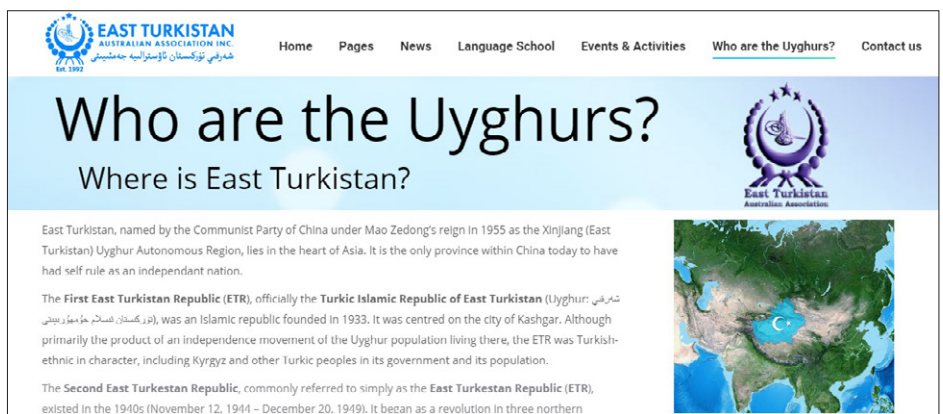 EAST TURKISTAN
AUSTRALIAN ASSOCIATION INC.
شەرقىي تۈركىستان ئاۋسترالىيە جەمئىيىتى
Est. 1992
Home Pages News Language School Events & Activities Who are the Uyghurs? Contact us
Who are the Uyghurs?
Where is East Turkistan?
East Turkistan
Australian Association
East Turkistan, named by the Communist Party of China under Mao Zedong's reign in 1955 as the Xinjiang (East
Turkistan) Uyghur Autonomous Region, lies in the heart of Asia. It is the only province within China today to have
had self rule as an independant nation.
The First East Turkistan Republic (ETR), officially the Turkic Islamic Republic of East Turkistan (Uyghur: شەرقىي
تۈركىستان ئىسلام جۇمھۇرىيىتى), was an Islamic republic founded in 1933. It was centred on the city of Kashgar. Although
primarily the product of an independence movement of the Uyghur population living there, the ETR was Turkish-
ethnic in character, including Kyrgyz and other Turkic peoples in its government and its population.
The Second East Turkestan Republic, commonly referred to simply as the East Turkestan Republic (ETR),
existed in the 1940s (November 12, 1944 – December 20, 1949). It began as a revolution in three northern